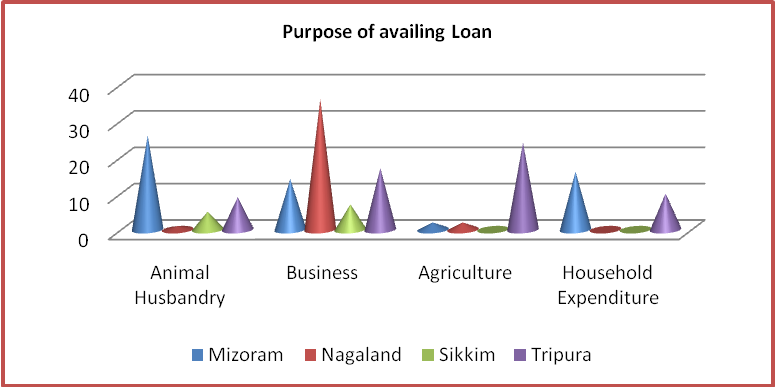 Purpose of availing Loan
40
30
20
10
0
Animal Husbandry
Business
Agriculture
Household Expenditure
Mizoram
Nagaland
Sikkim
Tripura